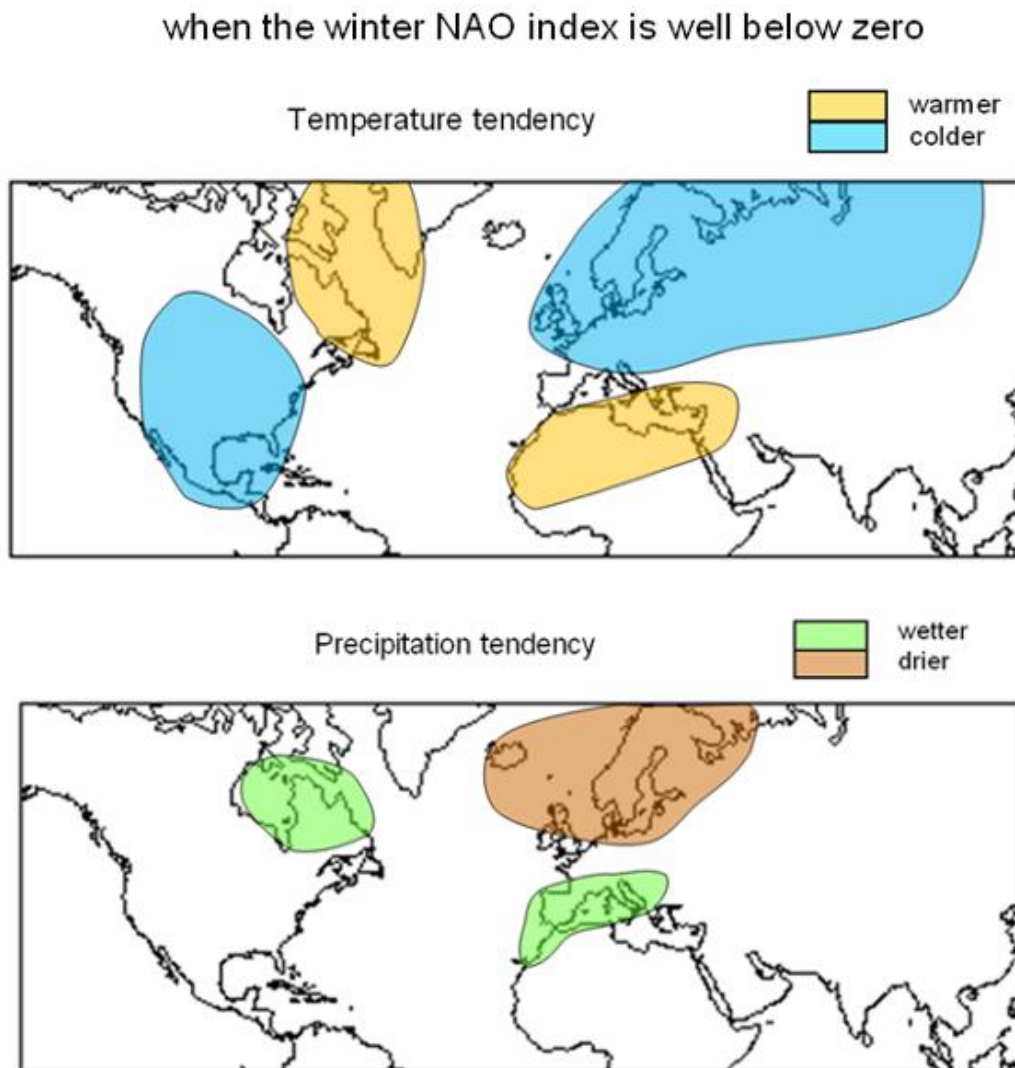 when the winter NAO index is well below zero
Temperature tendency
warmer
colder
Precipitation tendency
wetter
drier